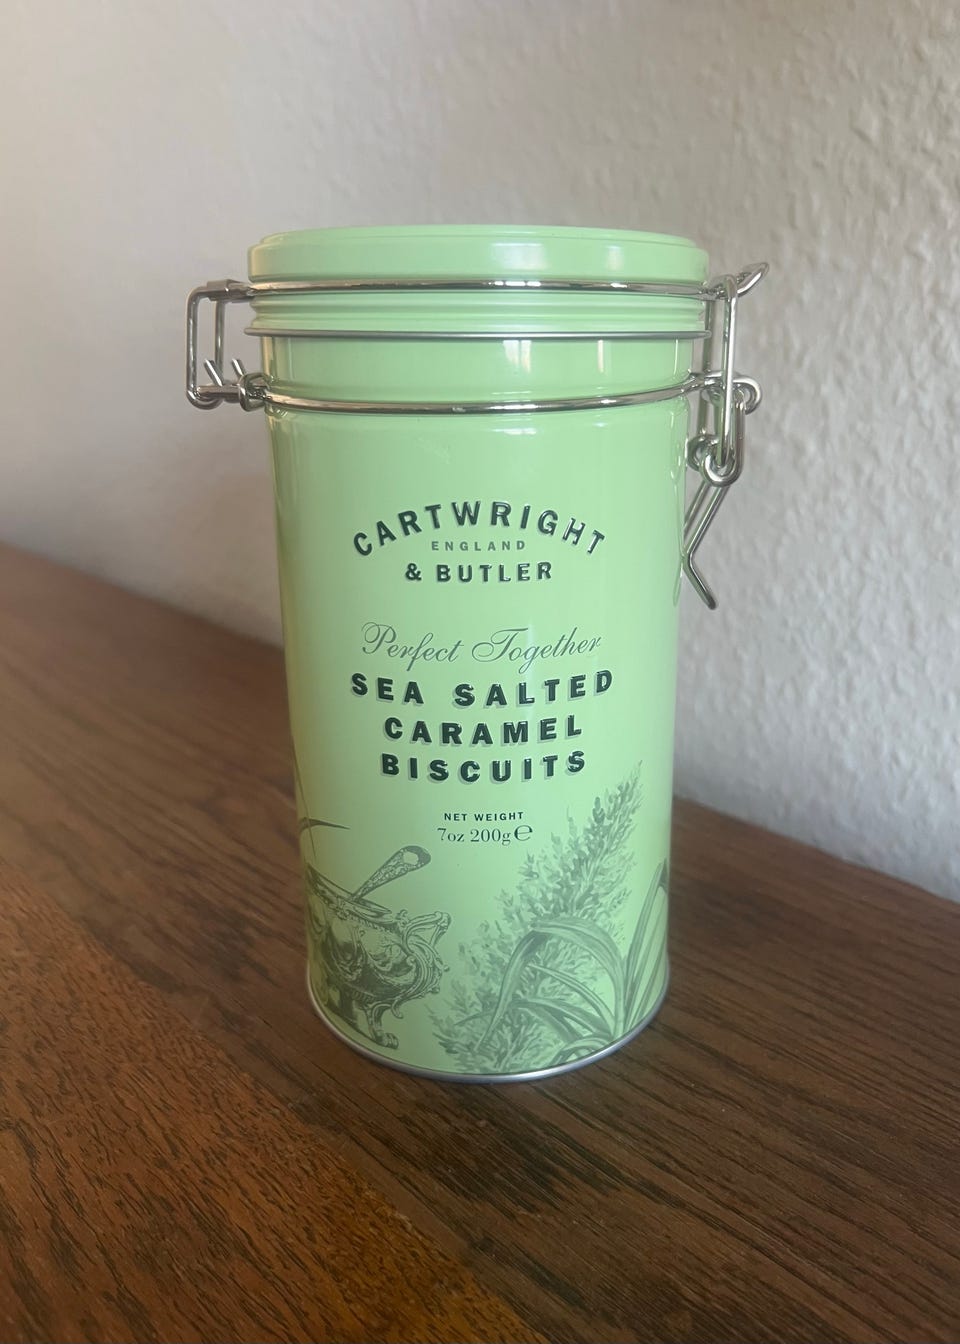 CARTWRIGHT
ENGLAND
& BUTLER
Perfect Together
SEA SALTED
CARAMEL
BISCUITS
NET WEIGHT
7oz 200g℮